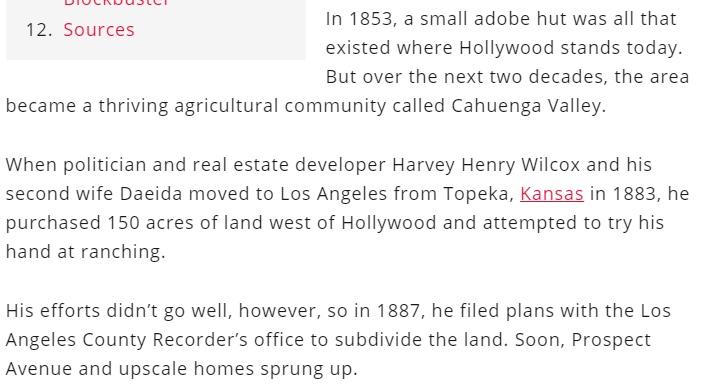 Blockbuster
12. Sources
In 1853, a small adobe hut was all that
existed where Hollywood stands today.
But over the next two decades, the area
became a thriving agricultural community called Cahuenga Valley.
When politician and real estate developer Harvey Henry Wilcox and his
second wife Daeida moved to Los Angeles from Topeka, Kansas in 1883, he
purchased 150 acres of land west of Hollywood and attempted to try his
hand at ranching.
His efforts didn’t go well, however, so in 1887, he filed plans with the Los
Angeles County Recorder’s office to subdivide the land. Soon, Prospect
Avenue and upscale homes sprung up.